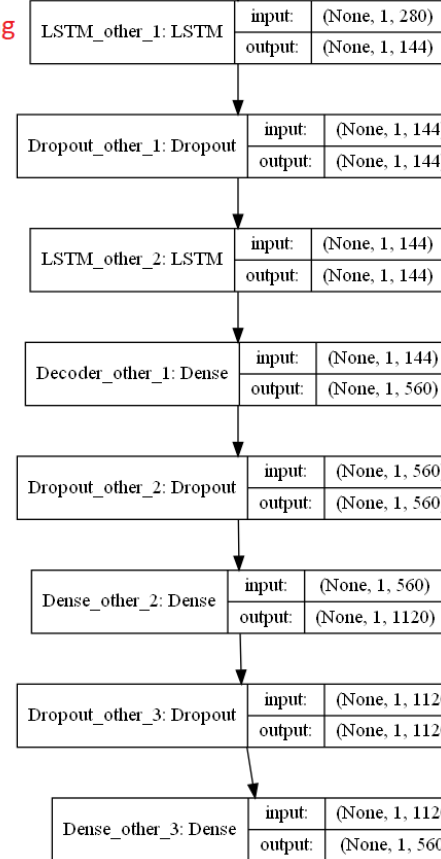 g
LSTM_other_1: LSTM
input: (None, 1, 280)
output: (None, 1, 144)
Dropout_other_1: Dropout
input: (None, 1, 144
output: (None, 1, 144
LSTM_other_2: LSTM
input: (None, 1, 144)
output: (None, 1, 144)
Decoder_other_1: Dense
input: (None, 1, 144)
output: (None, 1, 560)
Dropout_other_2: Dropout
input: (None, 1, 560
output: (None, 1, 560
Dense_other_2: Dense
input: (None, 1, 560)
output: (None, 1, 1120)
Dropout_other_3: Dropout
input: (None, 1, 1120
output: (None, 1, 1120
Dense_other_3: Dense
input: (None, 1, 1120
output: (None, 1, 560